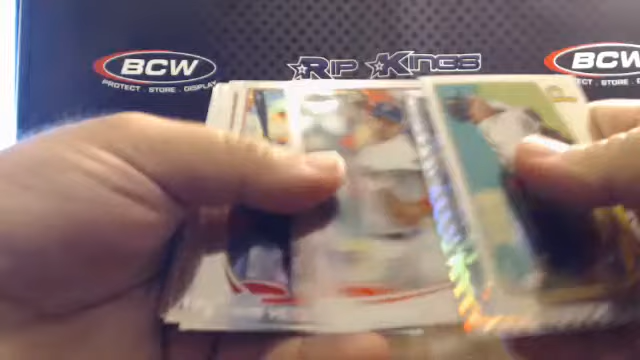 BCW
PROTECT . STORE . DISPLAY
RIP KINGS
BCW
PROTECT . STORE . DISPLAY